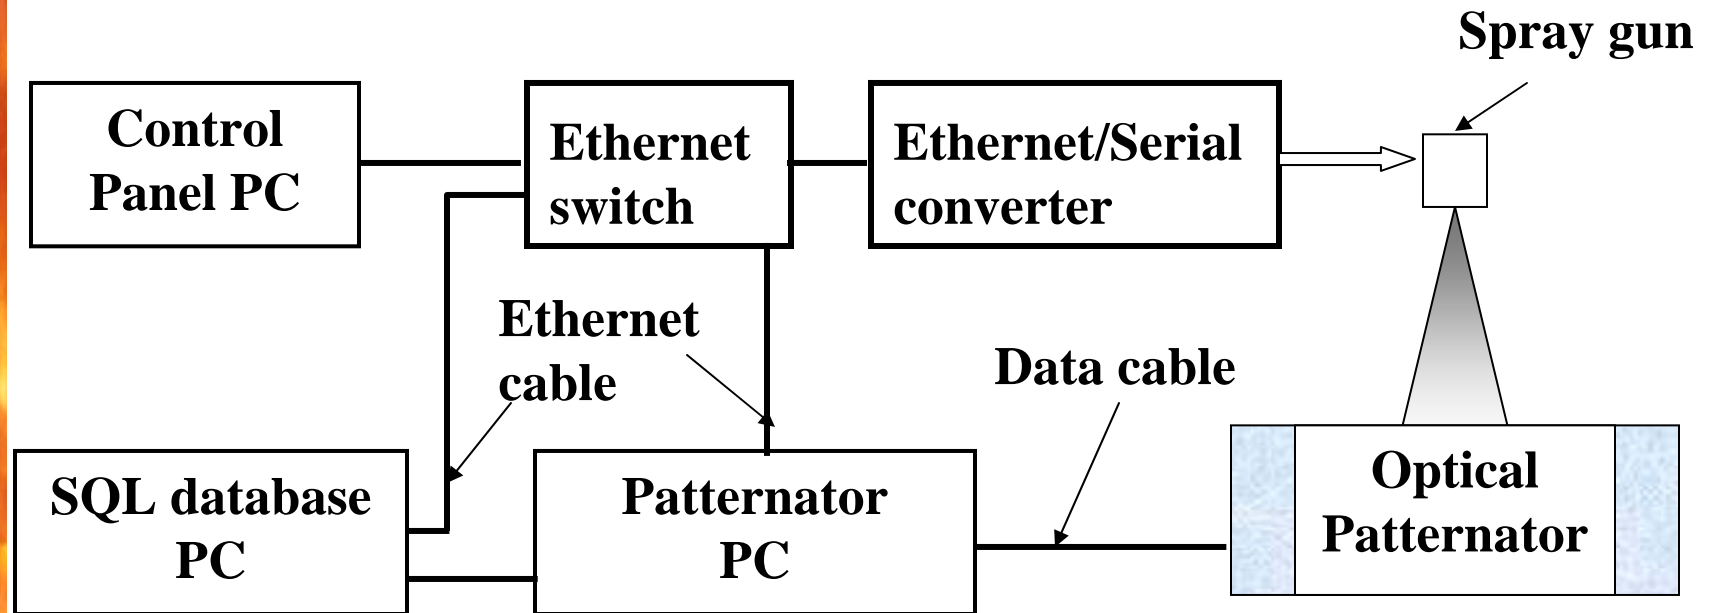 Spray gun
Control
Panel PC
Ethernet
switch
Ethernet/Serial
converter
Ethernet
cable
Data cable
SQL database
PC
Patternator
PC
Optical
Patternator